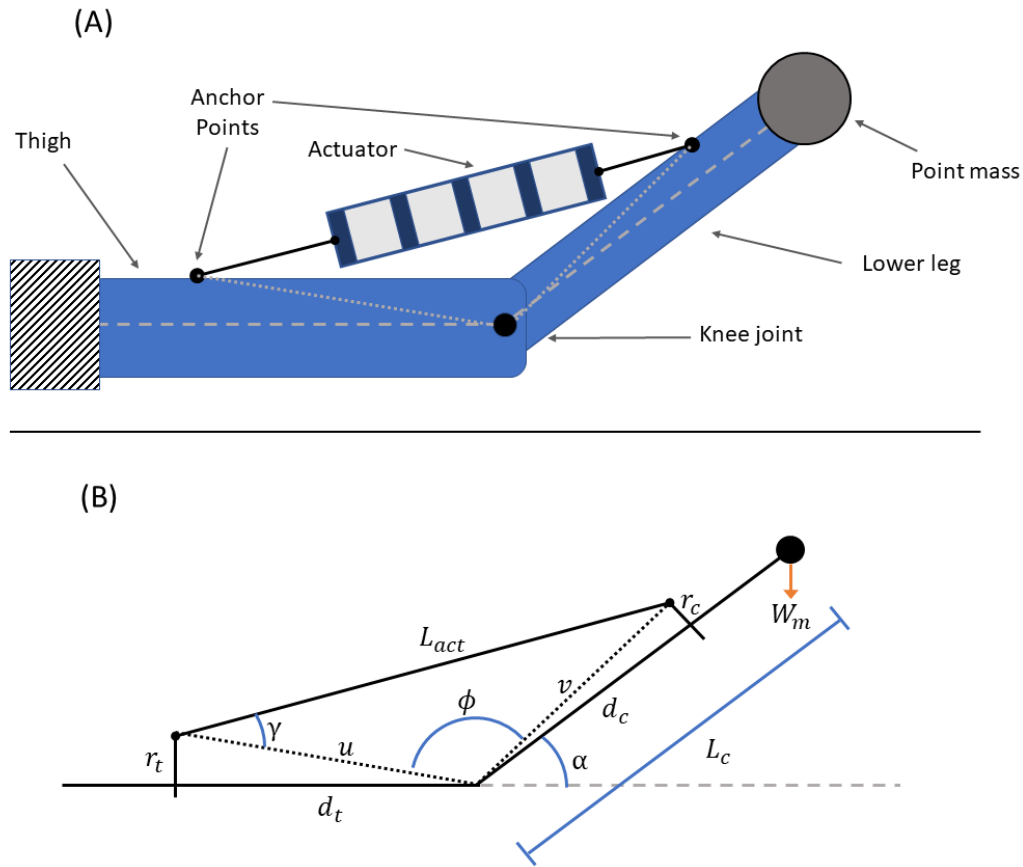 (A)
Anchor
Points
Thigh
Actuator
Point mass
Lower leg
Knee joint
(B)
r_c
W_m
L_act
v
ϕ
d_c
γ
L_c
r_t
u
α
d_t